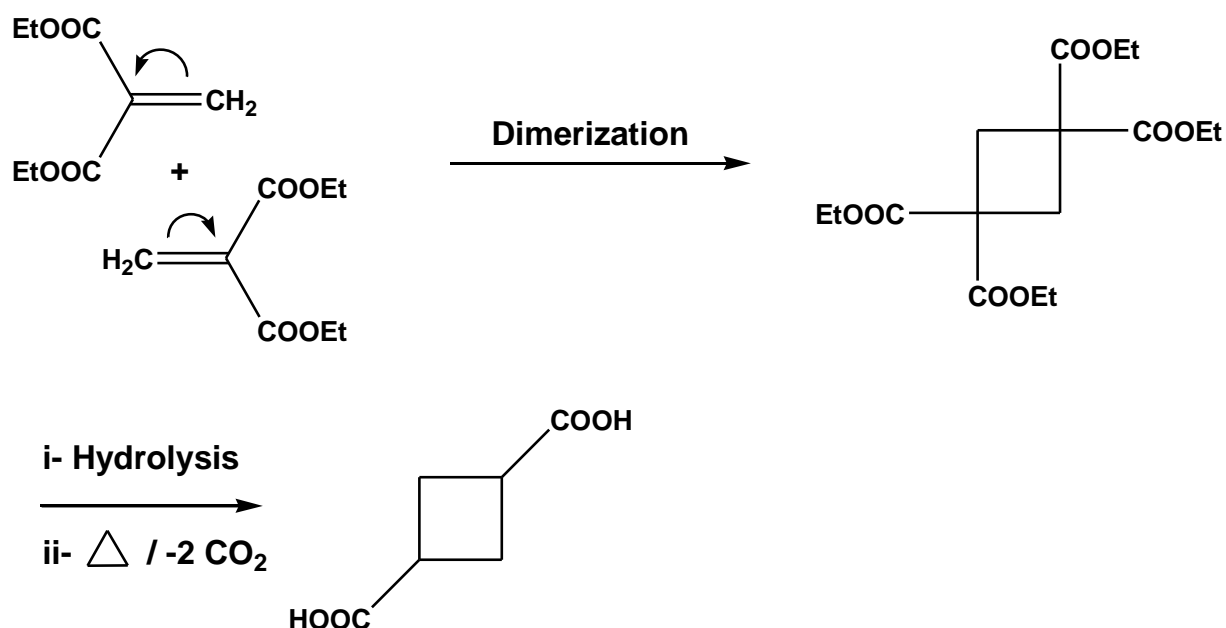 EtOOC
CH2
EtOOC
+
COOEt
H2C
COOEt
Dimerization
COOEt
COOEt
EtOOC
COOEt
i- Hydrolysis
ii- △ / -2 CO2
COOH
HOOC